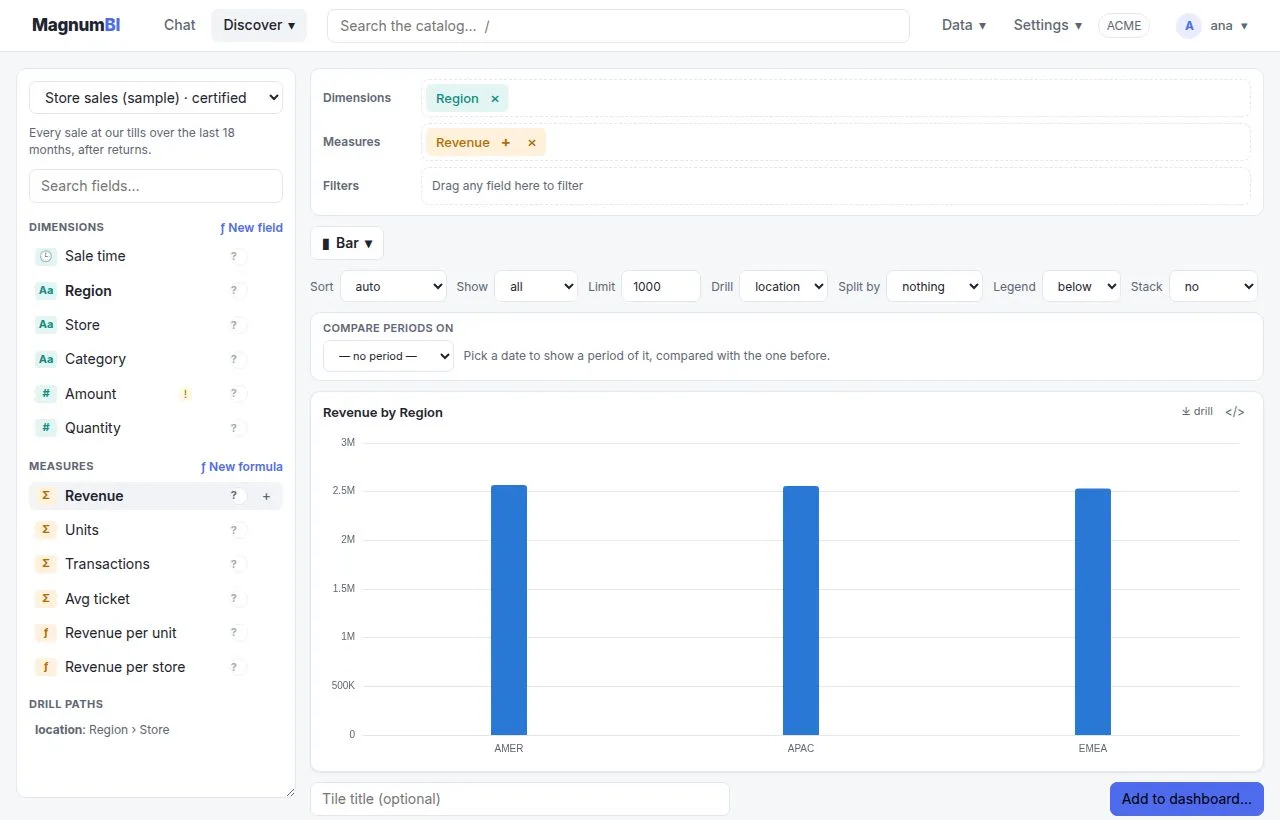 MagnumBI
Chat
Discover ▾
Search the catalog... /
Data ▾
Settings ▾
ACME
A
ana ▾
Store sales (sample) · certified
Every sale at our tills over the last 18
months, after returns.
Search fields...
DIMENSIONS
ƒ New field
Sale time ?
Aa Region ?
Aa Store ?
Aa Category ?
# Amount ! ?
# Quantity ?
MEASURES
ƒ New formula
Σ Revenue ? +
Σ Units ?
Σ Transactions ?
Σ Avg ticket ?
ƒ Revenue per unit ?
ƒ Revenue per store ?
DRILL PATHS
location: Region › Store
Dimensions
Region ×
Measures
Revenue + ×
Filters
Drag any field here to filter
Bar ▾
Sort auto
Show all
Limit 1000
Drill location
Split by nothing
Legend below
Stack no
COMPARE PERIODS ON
— no period —
Pick a date to show a period of it, compared with the one before.
Revenue by Region
drill
</>
3M
2.5M
2M
1.5M
1M
500K
0
AMER
APAC
EMEA
Tile title (optional)
Add to dashboard...